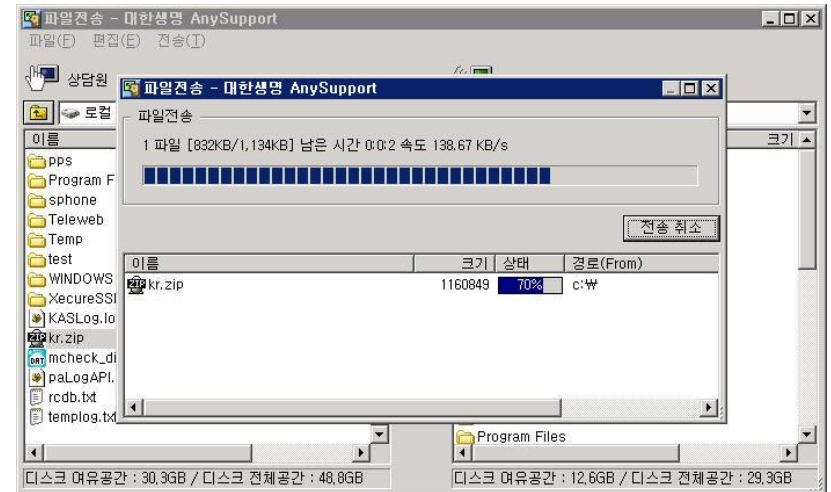 파일전송 - 대한생명 AnySupport
파일(F) 편집(E) 전송(T)
상담원
로컬
이름
크기
pps
Program F
sphone
Teleweb
Temp
test
WINDOWS
XecureSSl
KASLog.lo
kr.zip
mcheck_di
paLogAPI.
rcdb.txt
templog.txt
파일전송 - 대한생명 AnySupport
파일전송
1 파일 [832KB/1,134KB] 남은 시간 0:0:2 속도 138.67 KB/s
전송 취소
이름 크기 상태 경로(From)
kr.zip 1160849 70% c:₩
Program Files
디스크 여유공간 : 30,3GB / 디스크 전체공간 : 48,8GB
디스크 여유공간 : 12,6GB / 디스크 전체공간 : 29,3GB